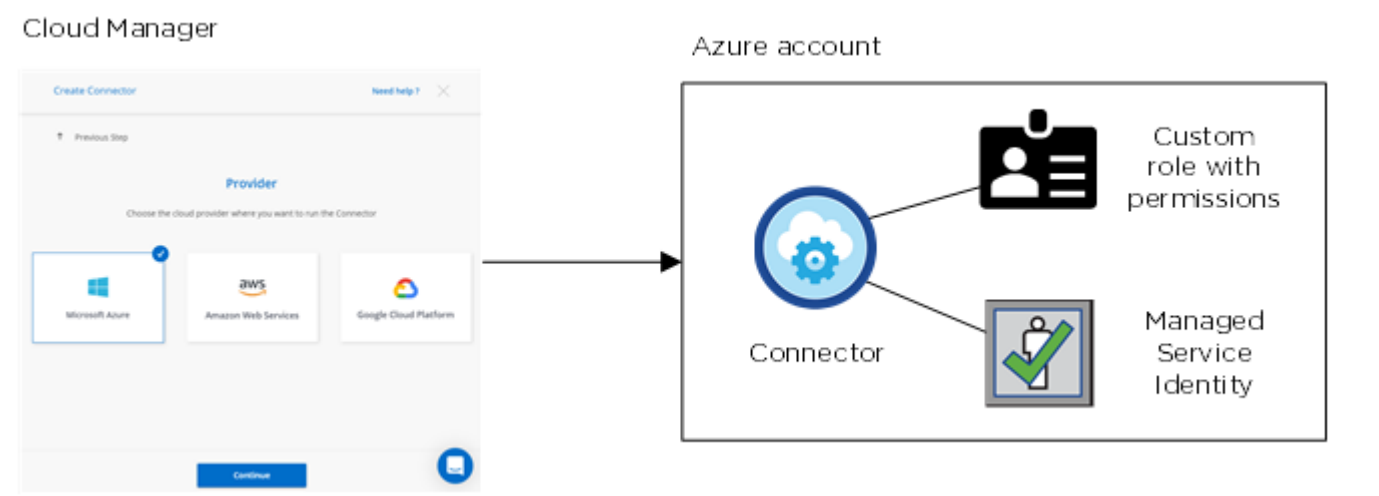 Cloud Manager
Create Connector
Need help ?
Previous Step
Provider
Choose the cloud provider where you want to run the Connector
Microsoft Azure
aws
Amazon Web Services
Google Cloud Platform
Continue
Azure account
Connector
Custom
role with
permissions
Managed
Service
Identity